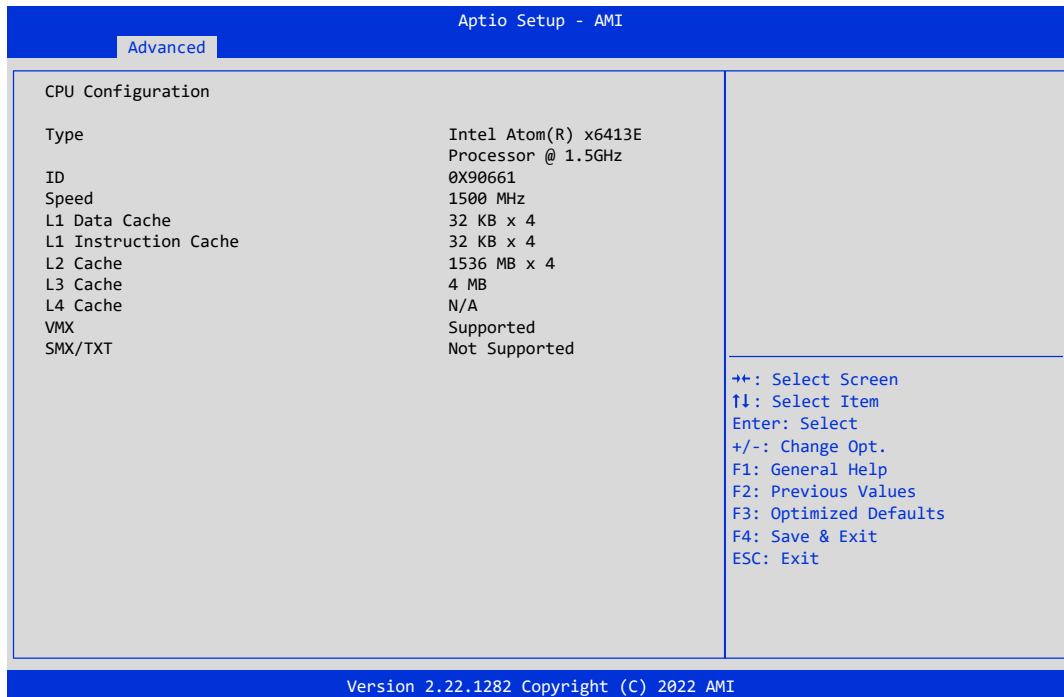 Aptio Setup - AMI
Advanced
CPU Configuration
Type Intel Atom(R) x6413E
Processor @ 1.5GHz
ID 0X90661
Speed 1500 MHz
L1 Data Cache 32 KB x 4
L1 Instruction Cache 32 KB x 4
L2 Cache 1536 MB x 4
L3 Cache 4 MB
L4 Cache N/A
VMX Supported
SMX/TXT Not Supported
→←: Select Screen
↑↓: Select Item
Enter: Select
+/-: Change Opt.
F1: General Help
F2: Previous Values
F3: Optimized Defaults
F4: Save & Exit
ESC: Exit
Version 2.22.1282 Copyright (C) 2022 AMI